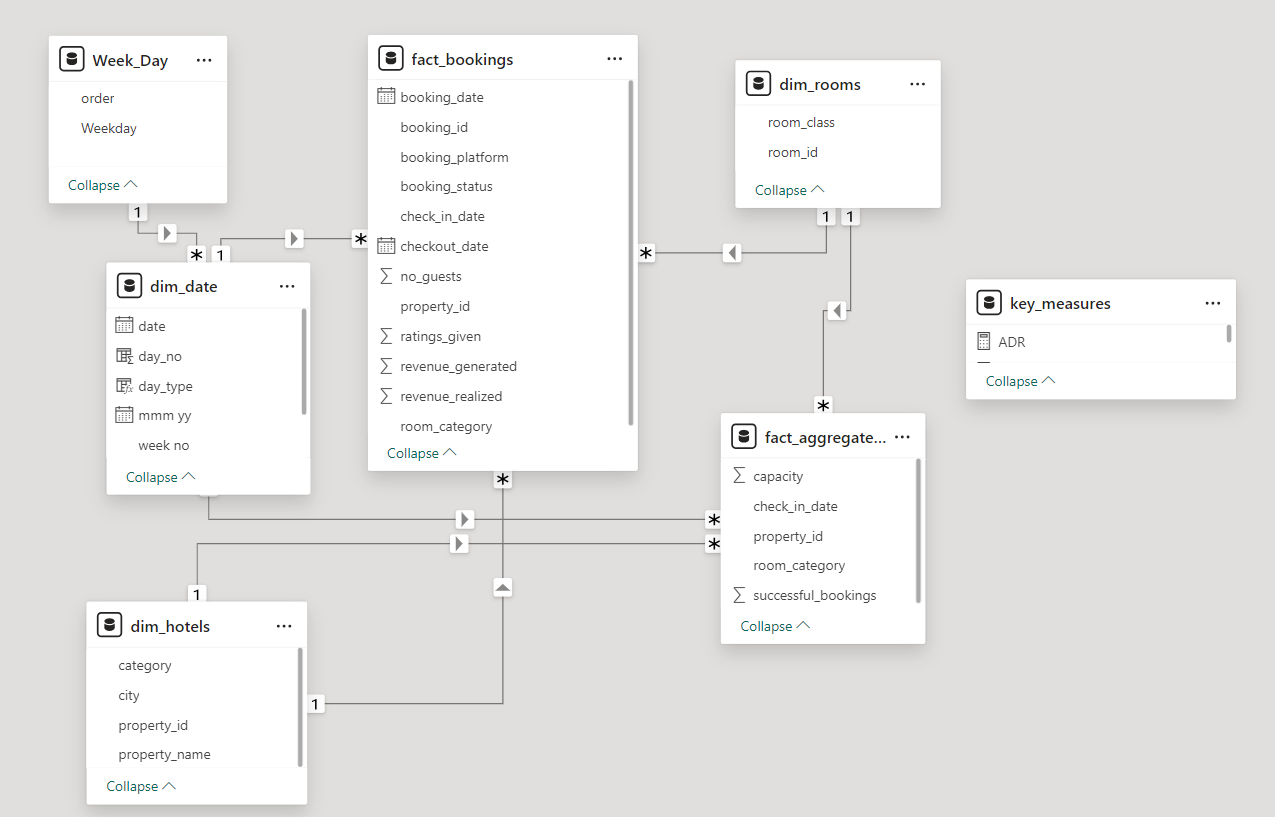 Week_Day
order
Weekday
Collapse
1
*
1
*
fact_bookings
booking_date
booking_id
booking_platform
booking_status
check_in_date
checkout_date
no_guests
property_id
ratings_given
revenue_generated
revenue_realized
room_category
Collapse
*
dim_rooms
room_class
room_id
Collapse
1
1
*
*
key_measures
ADR
Collapse
dim_date
date
day_no
day_type
mmm yy
week no
Collapse
fact_aggregate...
capacity
check_in_date
property_id
room_category
successful_bookings
Collapse
*
*
1
dim_hotels
category
city
property_id
property_name
Collapse
1